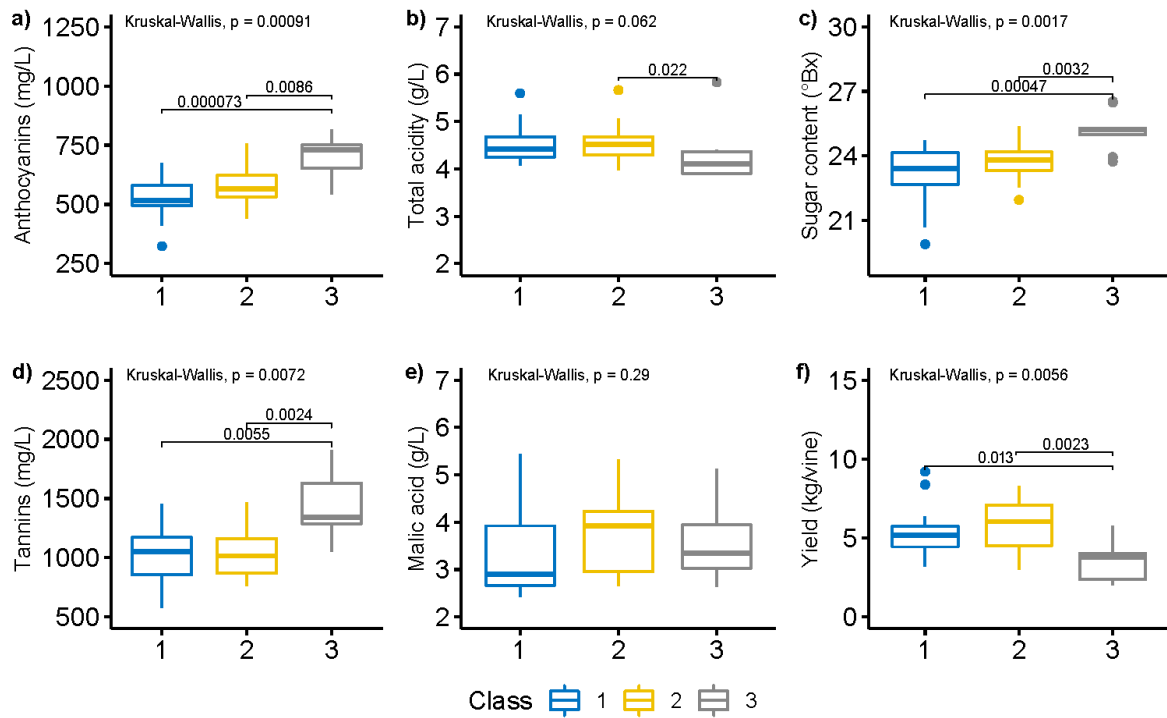 a)
Kruskal-Wallis, p = 0.00091
Anthocyanins (mg/L)
1250
1000
750
500
250
0.0086
0.000073
1 2 3
b)
Kruskal-Wallis, p = 0.062
Total acidity (g/L)
7
6
5
4
3
2
0.022
1 2 3
c)
Kruskal-Wallis, p = 0.0017
Sugar content (°Bx)
30
27
24
21
0.0032
0.00047
1 2 3
d)
Kruskal-Wallis, p = 0.0072
Tannins (mg/L)
2500
2000
1500
1000
500
0.0024
0.0055
1 2 3
e)
Kruskal-Wallis, p = 0.29
Malic acid (g/L)
7
6
5
4
3
2
1 2 3
f)
Kruskal-Wallis, p = 0.0056
Yield (kg/vine)
15
10
5
0
0.0023
0.013
1 2 3
Class 1 2 3